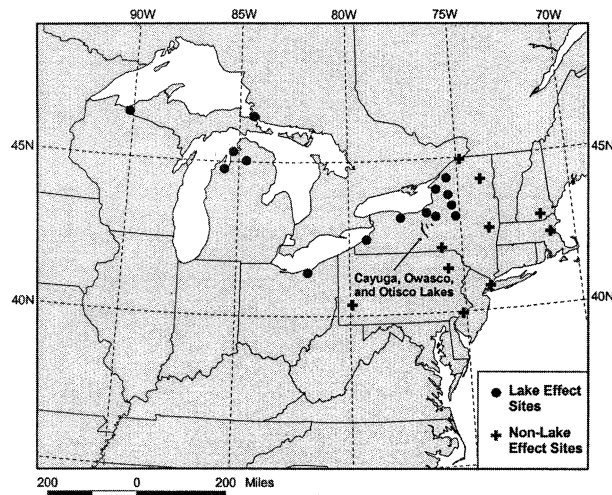 90W 85W 80W 75W 70W
45N 45N
Cayuga, Owasco,
and Otisco Lakes
40N 40N
Lake Effect
Sites
Non-Lake
Effect Sites
200 0 200 Miles